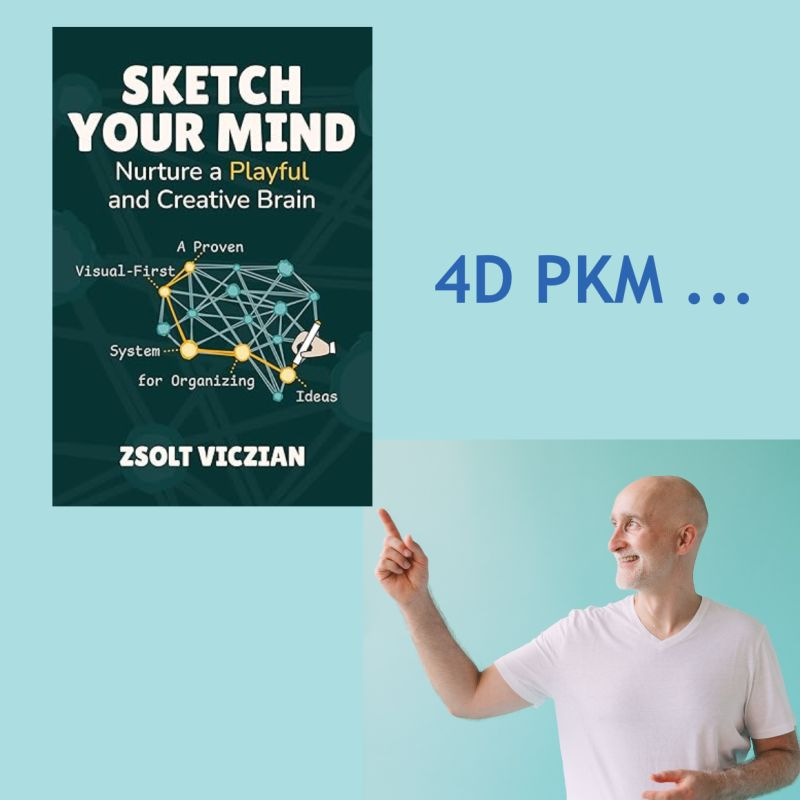 SKETCH
YOUR MIND
Nurture a Playful
and Creative Brain
A Proven
Visual-First
System
for Organizing
Ideas
ZSOLT VICZIAN
4D PKM ...